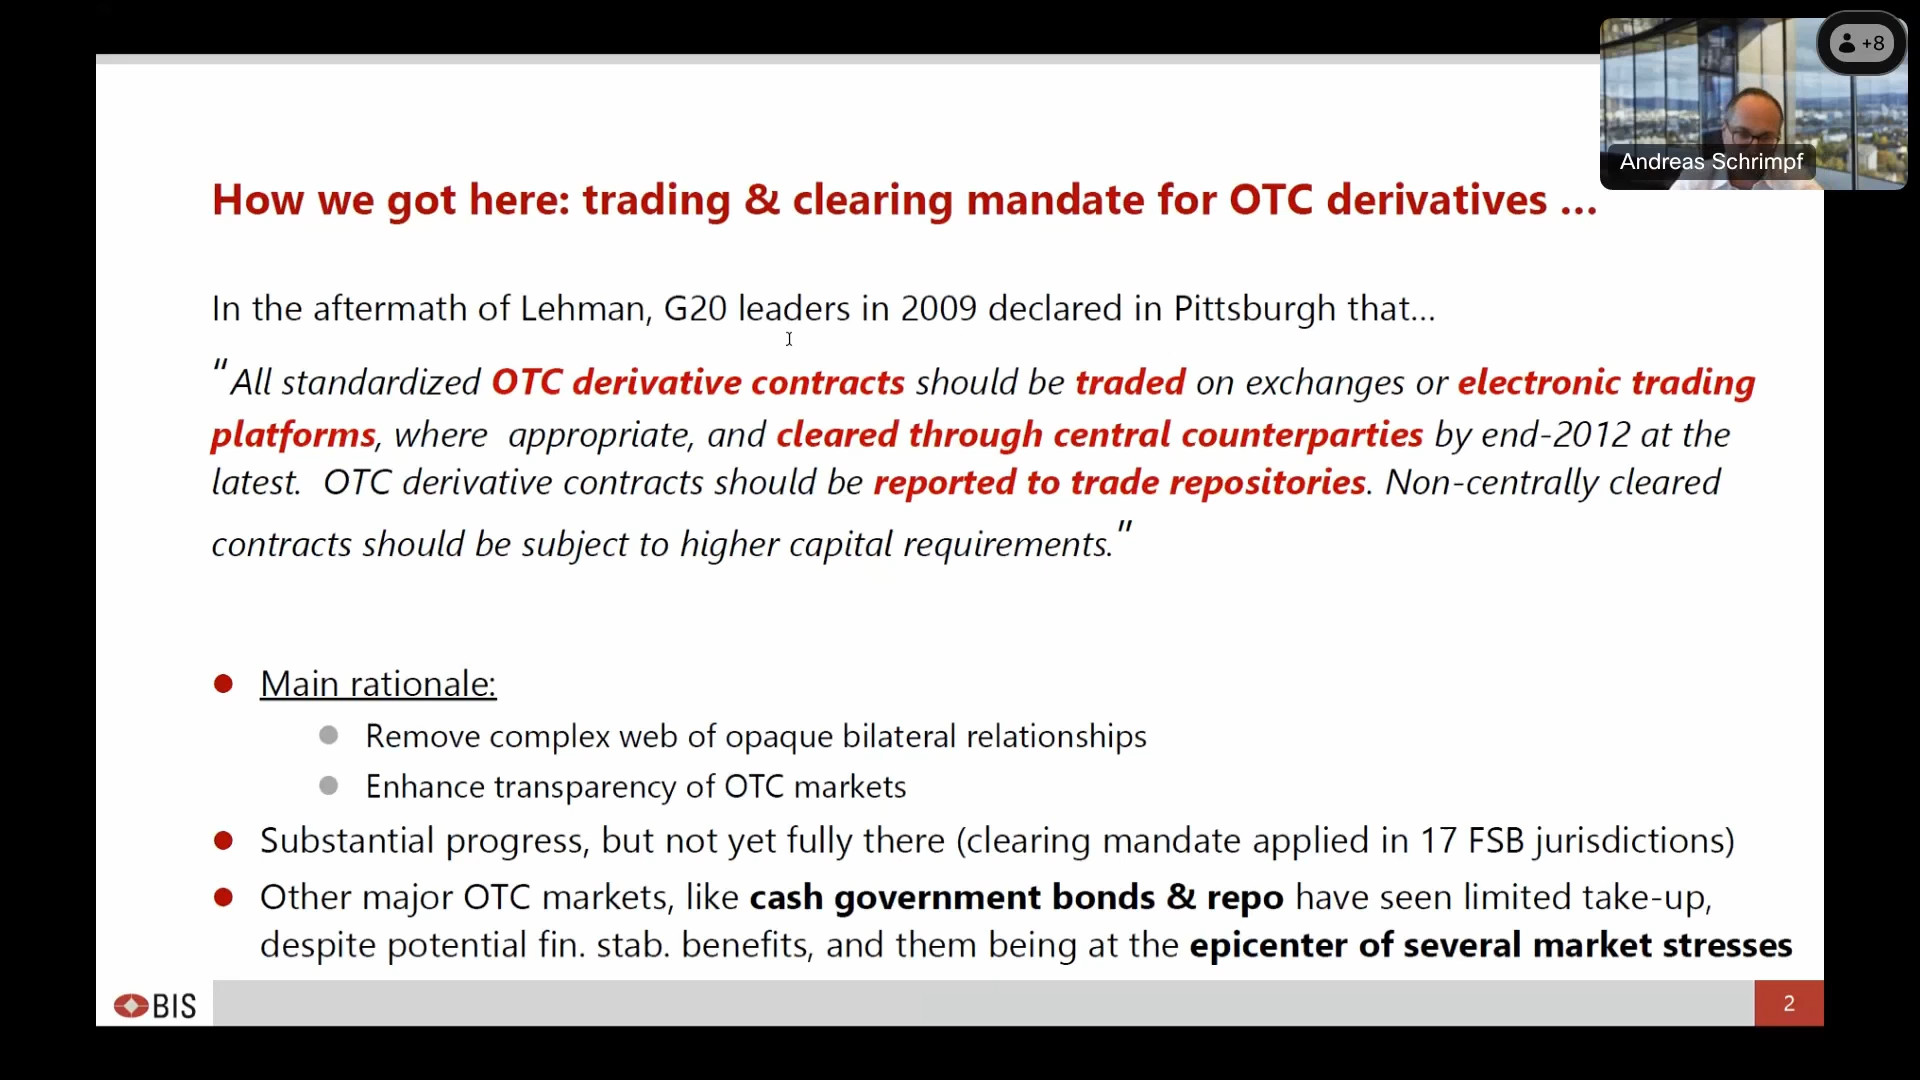 +8
Andreas Schrimpf
How we got here: trading & clearing mandate for OTC derivatives ...
In the aftermath of Lehman, G20 leaders in 2009 declared in Pittsburgh that...
"All standardized OTC derivative contracts should be traded on exchanges or electronic trading
platforms, where appropriate, and cleared through central counterparties by end-2012 at the
latest. OTC derivative contracts should be reported to trade repositories. Non-centrally cleared
contracts should be subject to higher capital requirements."
Main rationale:
Remove complex web of opaque bilateral relationships
Enhance transparency of OTC markets
Substantial progress, but not yet fully there (clearing mandate applied in 17 FSB jurisdictions)
Other major OTC markets, like cash government bonds & repo have seen limited take-up,
despite potential fin. stab. benefits, and them being at the epicenter of several market stresses
BIS
2